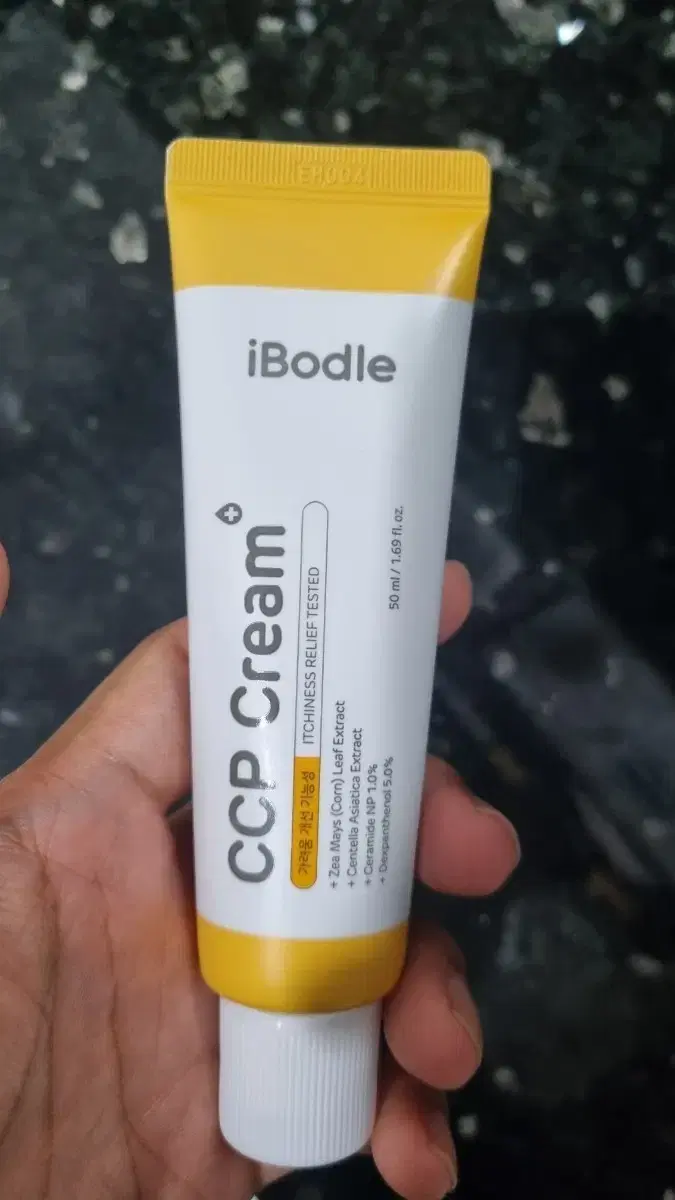 EP004
iBodle
CCP Cream
가려움 개선 기능성 ITCHINESS RELIEF TESTED
+ Zea Mays (Corn) Leaf Extract
+ Centella Asiatica Extract
+ Ceramide NP 1.0%
+ Dexpanthenol 5.0%
50 ml / 1.69 fl. oz.